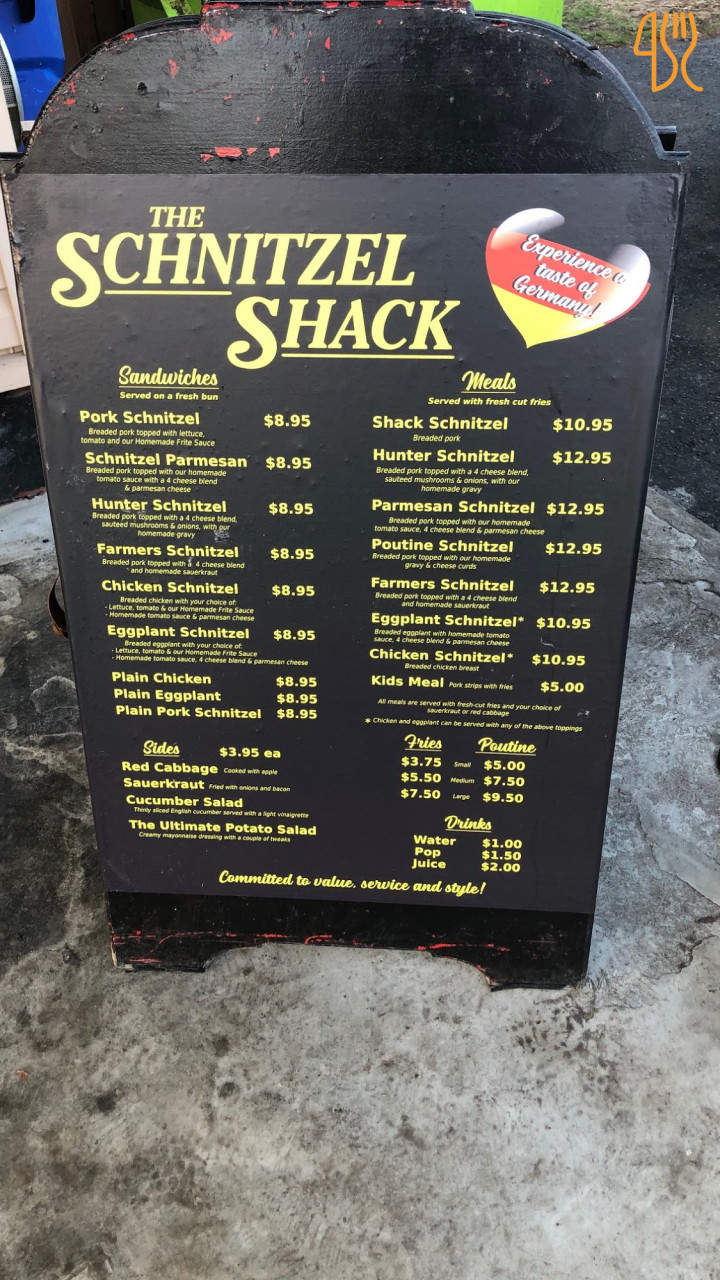 THE
SCHNITZEL
SHACK
Experience a
taste of
Germany!
Sandwiches
Served on a fresh bun
Pork Schnitzel $8.95
Breaded pork topped with lettuce,
tomato and our Homemade Frite Sauce
Schnitzel Parmesan $8.95
Breaded pork topped with our homemade
tomato sauce with a 4 cheese blend
& parmesan cheese
Hunter Schnitzel $8.95
Breaded pork topped with a 4 cheese blend,
sauteed mushrooms & onions, with our
homemade gravy
Farmers Schnitzel $8.95
Breaded pork topped with a 4 cheese blend
and homemade sauerkraut
Chicken Schnitzel $8.95
Breaded chicken with your choice of:
- Lettuce, tomato & our Homemade Frite Sauce
- Homemade tomato sauce & parmesan cheese
Eggplant Schnitzel $8.95
Breaded eggplant with your choice of:
- Lettuce, tomato & our Homemade Frite Sauce
- Homemade tomato sauce, 4 cheese blend & parmesan cheese
Plain Chicken $8.95
Plain Eggplant $8.95
Plain Pork Schnitzel $8.95
Sides $3.95 ea
Red Cabbage Cooked with apple
Sauerkraut Fried with onions and bacon
Cucumber Salad
Thinly sliced English cucumber served with a light vinaigrette
The Ultimate Potato Salad
Creamy mayonnaise dressing with a couple of tweaks
Meals
Served with fresh cut fries
Shack Schnitzel $10.95
Breaded pork
Hunter Schnitzel $12.95
Breaded pork topped with a 4 cheese blend,
sauteed mushrooms & onions, with our
homemade gravy
Parmesan Schnitzel $12.95
Breaded pork topped with our homemade
tomato sauce, 4 cheese blend & parmesan cheese
Poutine Schnitzel $12.95
Breaded pork topped with our homemade
gravy & cheese curds
Farmers Schnitzel $12.95
Breaded pork topped with a 4 cheese blend
and homemade sauerkraut
Eggplant Schnitzel* $10.95
Breaded eggplant with homemade tomato
sauce, 4 cheese blend & parmesan cheese
Chicken Schnitzel* $10.95
Breaded chicken breast
Kids Meal Pork strips with fries $5.00
All meals are served with fresh-cut fries and your choice of
sauerkraut or red cabbage
* Chicken and eggplant can be served with any of the above toppings
Fries Poutine
$3.75 Small $5.00
$5.50 Medium $7.50
$7.50 Large $9.50
Drinks
Water $1.00
Pop $1.50
Juice $2.00
Committed to value, service and style!